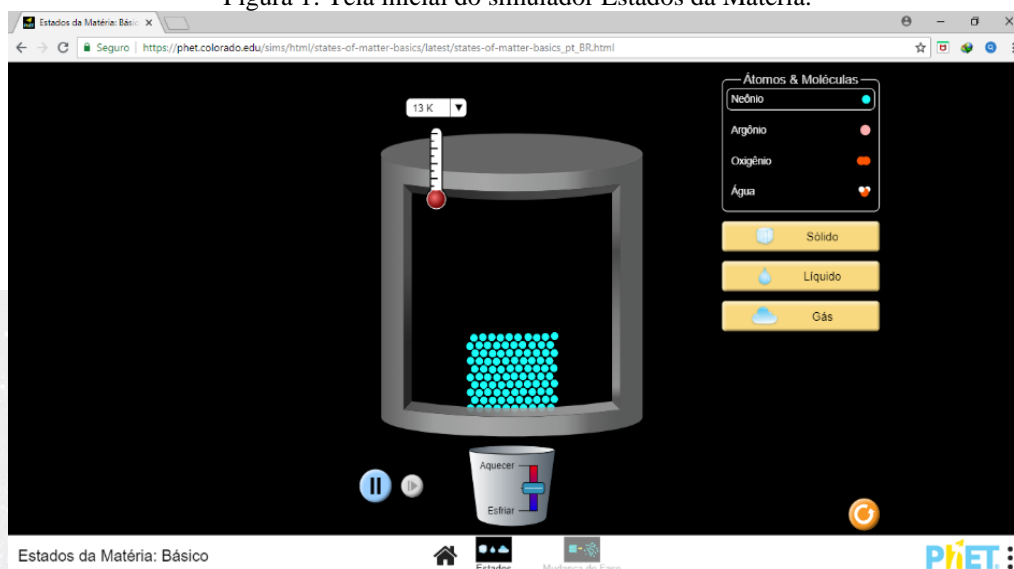 Figura 1: Tela inicial do simulador Estados da Matéria.
Estados da Matéria: Básic
Seguro | https://phet.colorado.edu/sims/html/states-of-matter-basics/latest/states-of-matter-basics_pt_BR.html
13 K
Átomos & Moléculas
Neônio
Argônio
Oxigênio
Água
Sólido
Líquido
Gás
Aquecer
Esfriar
Estados da Matéria: Básico
Estados
Mudança de Fase
PhET